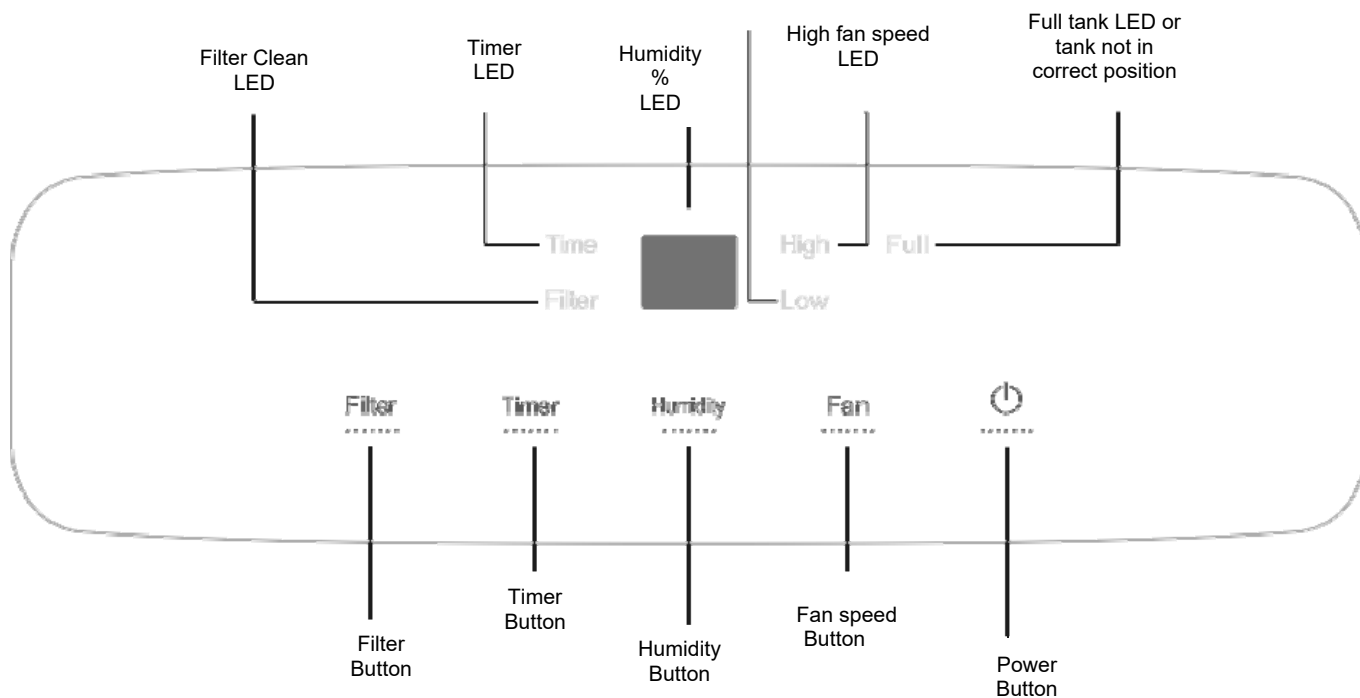 Filter Clean
LED
Timer
LED
Humidity
%
LED
High fan speed
LED
Full tank LED or
tank not in
correct position
Time
High
Full
Filter
Low
Filter
Timer
Humidity
Fan
Filter
Button
Timer
Button
Humidity
Button
Fan speed
Button
Power
Button